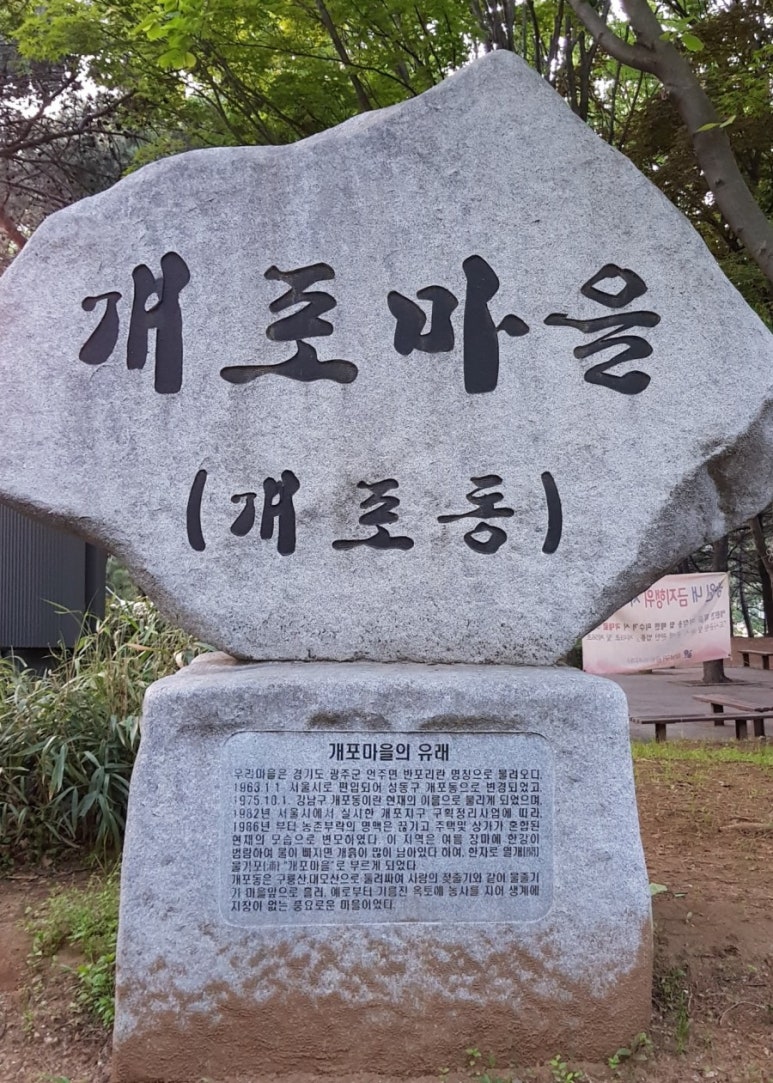 개포마을
(개포동)
개포마을의 유래
우리마을은 경기도 광주군 언주면 반포리란 명칭으로 불려오다.
1963.1.1. 서울시로 편입되어 성동구 개포동으로 변경되었고,
1975.10.1. 강남구 개포동이란 현재의 이름으로 불리게 되었으며,
1982년 서울시에서 실시한 개포지구 구획정리사업에 따라,
1986년 부터 농촌부락의 명맥은 끊기고 주택및 상가가 혼합된
현재의 모습으로 변모하였다. 이 지역은 여름 장마에 한강이
범람하여 물이 빠지면 개흙이 많이 남아있다 하여, 한자로 열개(開)
물가포(浦) "개포마을"로 부르게 되었다.
개포동은 구룡산,대모산으로 둘러싸여 사랑의 젖줄기와 같이 물줄기
가 마을앞으로 흘러, 예로부터 기름진 옥토에 농사를 지어 생계에
지장이 없는 풍요로운 마을이었다.
공원 내 금지행위